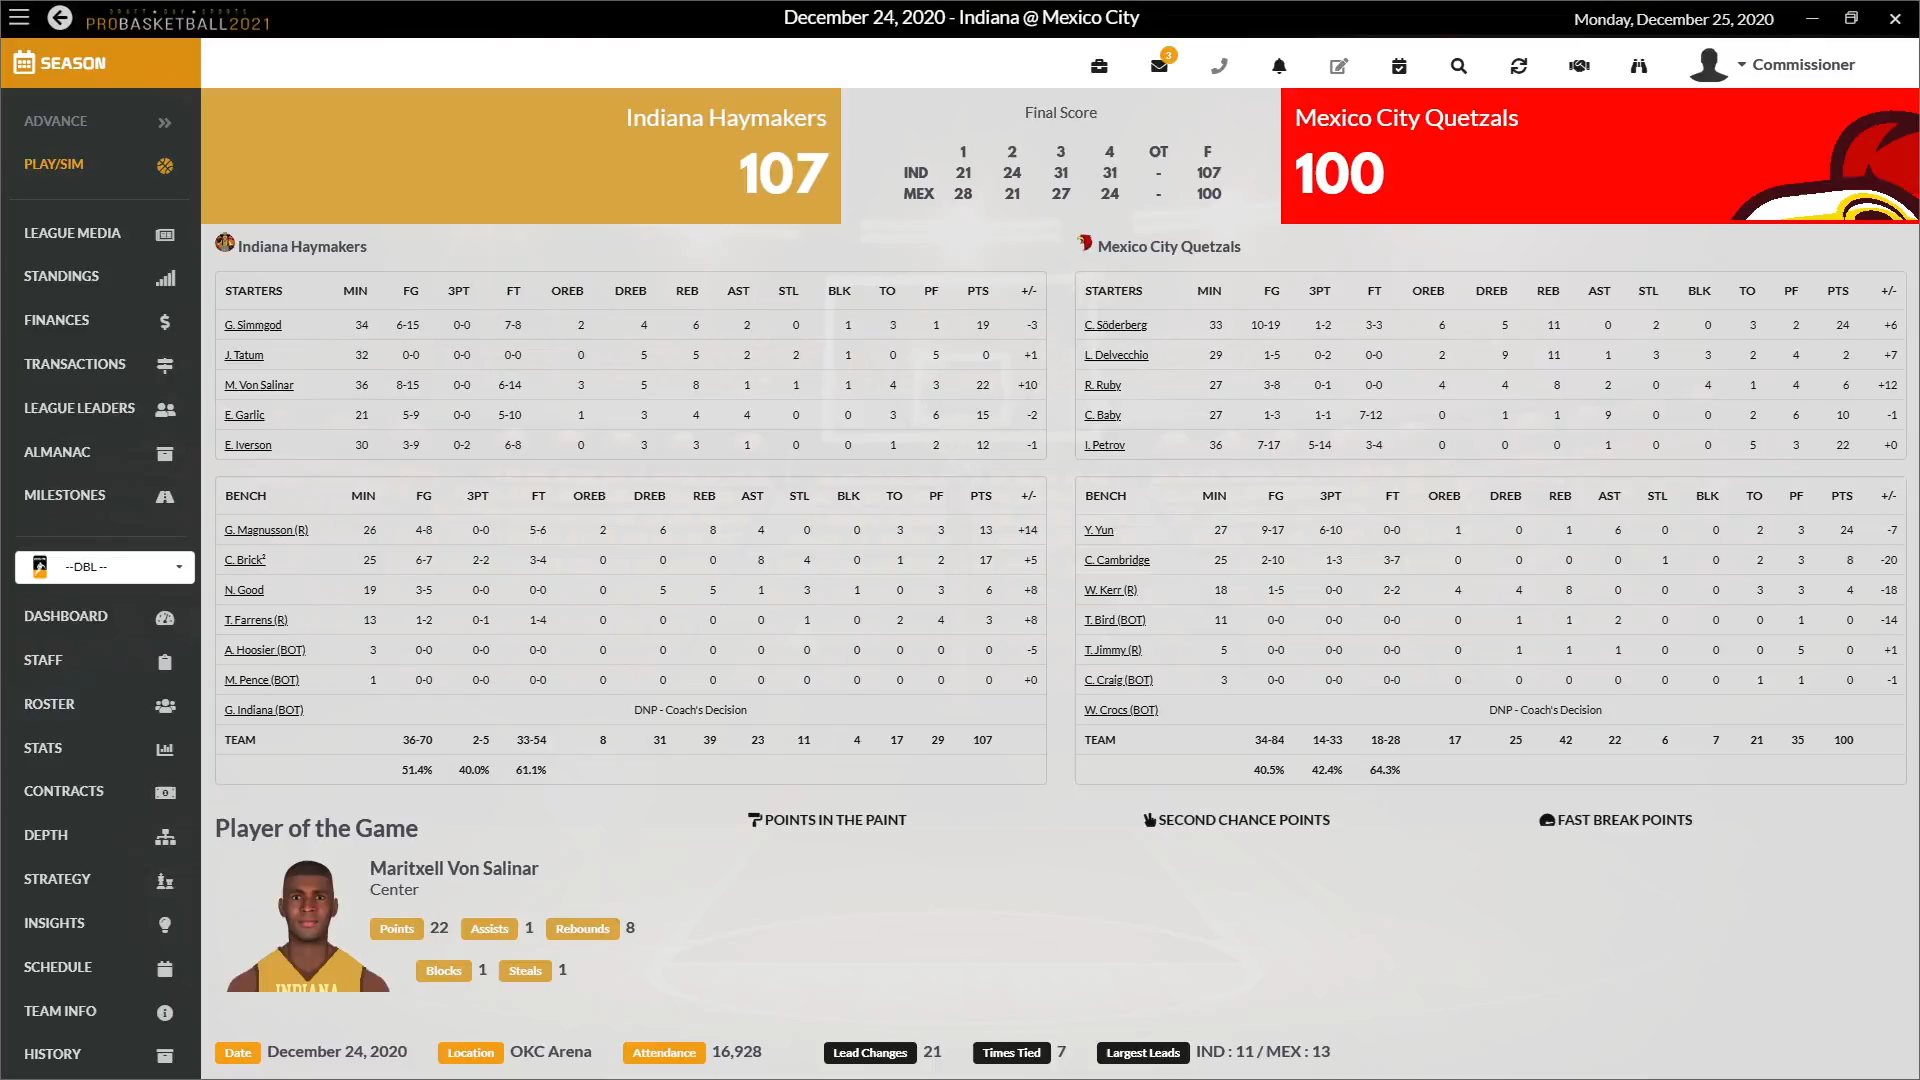 DRAFT DAY SPORTS
PROBASKETBALL2021
December 24, 2020 - Indiana @ Mexico City
Monday, December 25, 2020
SEASON
3
Commissioner
ADVANCE
PLAY/SIM
LEAGUE MEDIA
STANDINGS
FINANCES
TRANSACTIONS
LEAGUE LEADERS
ALMANAC
MILESTONES
--DBL --
DASHBOARD
STAFF
ROSTER
STATS
CONTRACTS
DEPTH
STRATEGY
INSIGHTS
SCHEDULE
TEAM INFO
HISTORY
Indiana Haymakers
107
Final Score
1 2 3 4 OT F
IND 21 24 31 31 - 107
MEX 28 21 27 24 - 100
Mexico City Quetzals
100
Indiana Haymakers
STARTERS MIN FG 3PT FT OREB DREB REB AST STL BLK TO PF PTS +/-
G. Simmgod 34 6-15 0-0 7-8 2 4 6 2 0 1 3 1 19 -3
J. Tatum 32 0-0 0-0 0-0 0 5 5 2 2 1 0 5 0 +1
M. Von Salinar 36 8-15 0-0 6-14 3 5 8 1 1 1 4 3 22 +10
E. Garlic 21 5-9 0-0 5-10 1 3 4 4 0 0 3 6 15 -2
E. Iverson 30 3-9 0-2 6-8 0 3 3 1 0 0 1 2 12 -1
BENCH MIN FG 3PT FT OREB DREB REB AST STL BLK TO PF PTS +/-
G. Magnusson (R) 26 4-8 0-0 5-6 2 6 8 4 0 0 3 3 13 +14
C. Brick² 25 6-7 2-2 3-4 0 0 0 8 4 0 1 2 17 +5
N. Good 19 3-5 0-0 0-0 0 5 5 1 3 1 0 3 6 +8
T. Farrens (R) 13 1-2 0-1 1-4 0 0 0 0 1 0 2 4 3 +8
A. Hoosier (BOT) 3 0-0 0-0 0-0 0 0 0 0 0 0 0 0 0 -5
M. Pence (BOT) 1 0-0 0-0 0-0 0 0 0 0 0 0 0 0 0 +0
G. Indiana (BOT) DNP - Coach's Decision
TEAM 36-70 2-5 33-54 8 31 39 23 11 4 17 29 107
51.4% 40.0% 61.1%
Mexico City Quetzals
STARTERS MIN FG 3PT FT OREB DREB REB AST STL BLK TO PF PTS +/-
C. Söderberg 33 10-19 1-2 3-3 6 5 11 0 2 0 3 2 24 +6
L. Delvecchio 29 1-5 0-2 0-0 2 9 11 1 3 3 2 4 2 +7
R. Ruby 27 3-8 0-1 0-0 4 4 8 2 0 4 1 4 6 +12
C. Baby 27 1-3 1-1 7-12 0 1 1 9 0 0 2 6 10 -1
I. Petrov 36 7-17 5-14 3-4 0 0 0 1 0 0 5 3 22 +0
BENCH MIN FG 3PT FT OREB DREB REB AST STL BLK TO PF PTS +/-
Y. Yun 27 9-17 6-10 0-0 1 0 1 6 0 0 2 3 24 -7
C. Cambridge 25 2-10 1-3 3-7 0 0 0 0 1 0 2 3 8 -20
W. Kerr (R) 18 1-5 0-0 2-2 4 4 8 0 0 0 3 3 4 -18
T. Bird (BOT) 11 0-0 0-0 0-0 0 1 1 2 0 0 0 1 0 -14
T. Jimmy (R) 5 0-0 0-0 0-0 0 1 1 1 0 0 0 5 0 +1
C. Craig (BOT) 3 0-0 0-0 0-0 0 0 0 0 0 0 1 1 0 -1
W. Crocs (BOT) DNP - Coach's Decision
TEAM 34-84 14-33 18-28 17 25 42 22 6 7 21 35 100
40.5% 42.4% 64.3%
Player of the Game
POINTS IN THE PAINT
SECOND CHANCE POINTS
FAST BREAK POINTS
Maritxell Von Salinar
Center
Points 22 Assists 1 Rebounds 8
Blocks 1 Steals 1
INDIANA
Date December 24, 2020 Location OKC Arena Attendance 16,928 Lead Changes 21 Times Tied 7 Largest Leads IND : 11 / MEX : 13